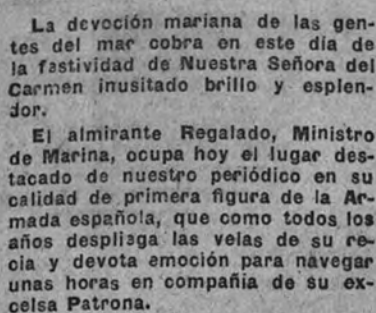 La devoción mariana de las gen-
tes del mar cobra en este día de
la festividad de Nuestra Señora del
Carmen inusitado brillo y esplen-
dor.
El almirante Regalado, Ministro
de Marina, ocupa hoy el lugar des-
tacado de nuestro periódico en su
calidad de primera figura de la Ar-
mada española, que como todos los
años despliega las velas de su re-
cia y devota emoción para navegar
unas horas en compañia de su ex-
celsa Patrona.